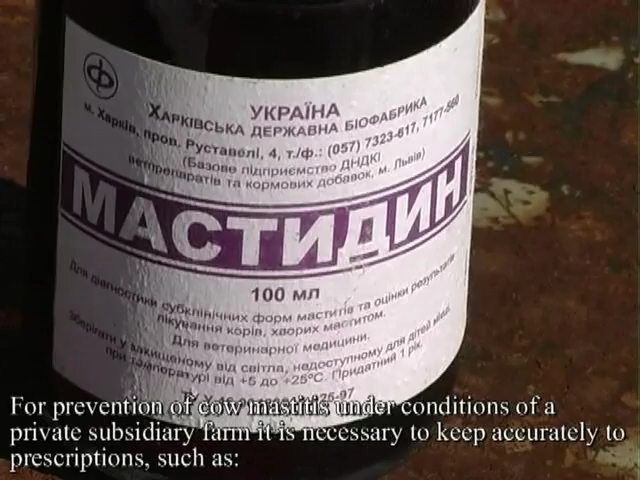 УКРАЇНА
ХАРКІВСЬКА ДЕРЖАВНА БІОФАБРИКА
м. Харків, пров. Руставелі, 4, т./ф.: (057) 7323-617, 7177-560
(Базове підприємство ДНДКІ
ветпрепаратів та кормових добавок, м. Львів)
МАСТИДИН
100 мл
Для діагностики субклінічних форм маститів та оцінки результатів
лікування корів, хворих маститом.
Для ветеринарної медицини.
Зберігати у захищеному від світла, недоступному для дітей місці,
при температурі від +5 до +25°С. Придатний 1 рік.
For prevention of cow mastitis under conditions of a
private subsidiary farm it is necessary to keep accurately to
prescriptions, such as: